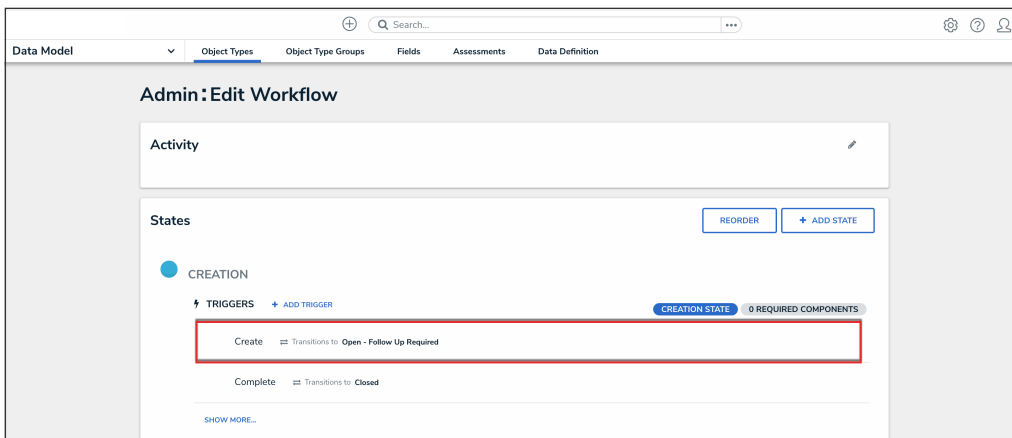 Search...
Data Model Object Types Object Type Groups Fields Assessments Data Definition
Admin:Edit Workflow
Activity
States REORDER + ADD STATE
CREATION
TRIGGERS + ADD TRIGGER CREATION STATE 0 REQUIRED COMPONENTS
Create Transitions to Open - Follow Up Required
Complete Transitions to Closed
SHOW MORE...